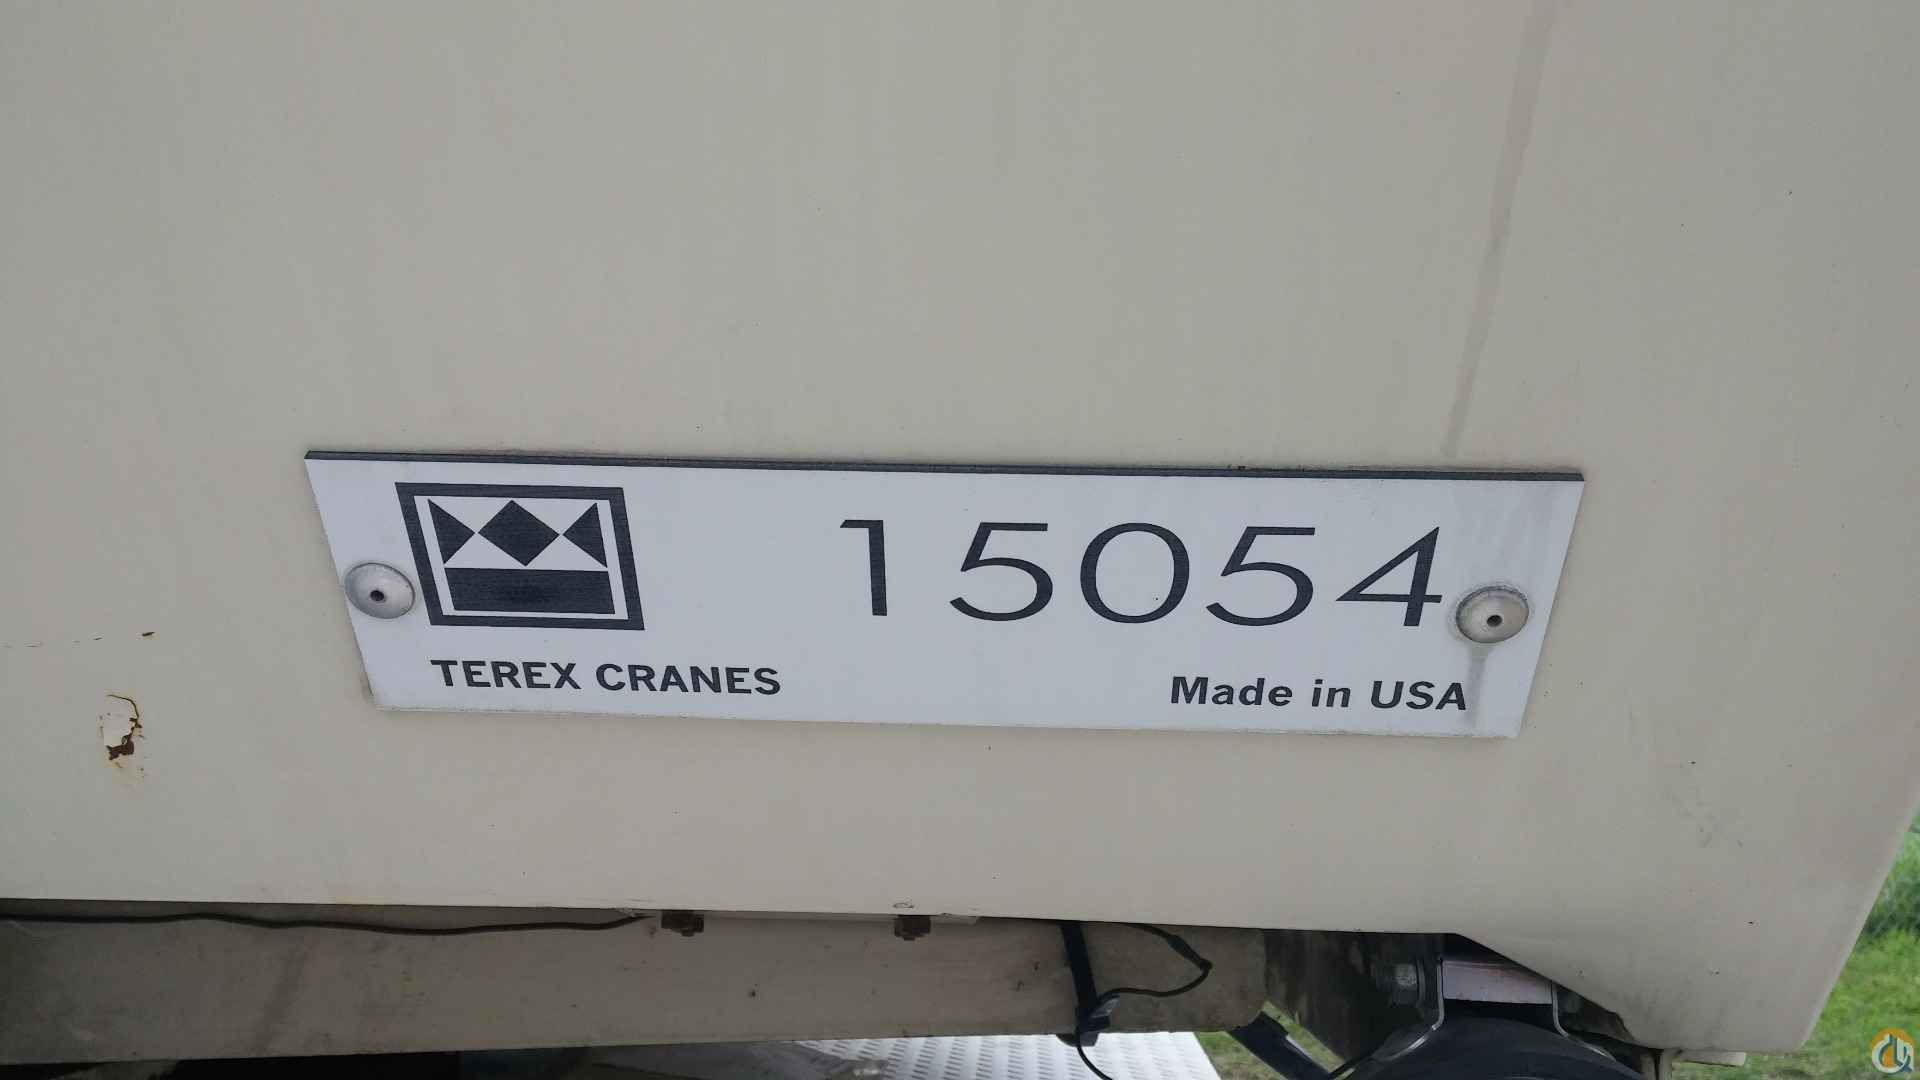 15054
TEREX CRANES
Made in USA